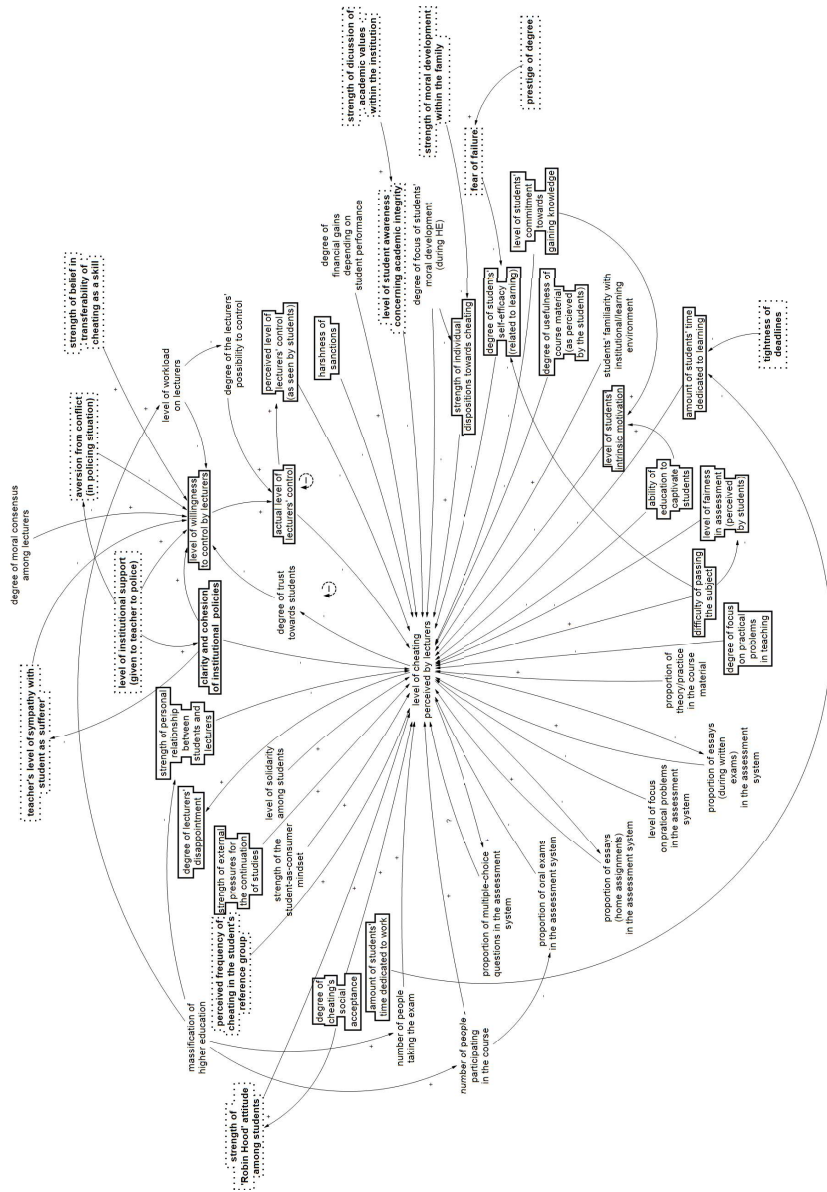 degree of moral consensus
among lecturers
teacher's level of sympathy with
'student as sufferer'
aversion from conflict
(in policing situation)
strength of belief in
transferability of
cheating as a skill
level of institutional support
(given to teacher to police)
level of workload
on lecturers
level of willingness
to control by lecturers
clarity and cohesion
of institutional policies
degree of the lecturers'
possibility to control
actual level of
lecturers' control
perceived level of
lecturers' control
(as seen by students)
harshness of
sanctions
degree of trust
towards students
degree of
financial gains
depending on
student performance
strength of dicussion of
academic values
within the institution
level of student awareness
concerning academic integrity
strength of moral development
within the family
degree of focus of students'
moral development
(during HE)
strength of individual
dispositions towards cheating
fear of failure
prestige of degree
degree of students'
self-efficacy
(related to learning)
level of students'
commitment
towards
gaining knowledge
degree of usefulness of
course material
(as percieved
by the students)
students' familiarity with
institutional/learning
environment
level of students'
intrinsic motivation
amount of students' time
dedicated to learning
tightness of
deadlines
ability of
education to
captivate
students
level of fairness
in assessment
(perceived
by students)
difficulty of passing
the subject
degree of focus
on practical
problems
in teaching
level of cheating
perceived by lecturers
proportion of
theory/practice
in the course
material
proportion of essays
(during written
exams)
in the assessment
system
level of focus
on pratical problems
in the assessment
system
proportion of essays
(home assignments)
in the assessment system
proportion of oral exams
in the assessment system
proportion of multiple-choice
questions in the assessment
system
number of people
participating
in the course
number of people
taking the exam
amount of students'
time dedicated to work
degree of
cheating's
social
acceptance
strength of
'Robin Hood' attitude
among students
massification of
higher education
perceived frequency of
cheating in the student's
reference group
strength of the
student-as-consumer
mindset
strength of external
pressures for
the continuation
of studies
level of solidarity
among students
degree of lecturers'
disappointment
strength of personal
relationship
between
students and
lecturers